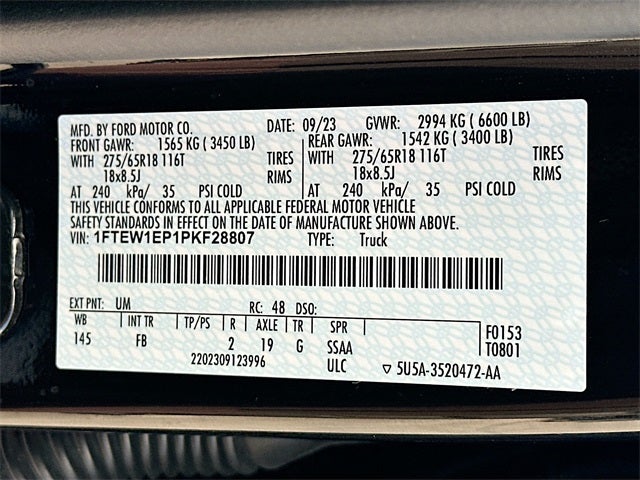 MFD. BY FORD MOTOR CO. DATE: 09/23 GVWR: 2994 KG ( 6600 LB)
FRONT GAWR: 1565 KG ( 3450 LB) REAR GAWR: 1542 KG ( 3400 LB)
WITH 275/65R18 116T TIRES WITH 275/65R18 116T TIRES
18x8.5J RIMS 18x8.5J RIMS
AT 240 kPa/ 35 PSI COLD AT 240 kPa/ 35 PSI COLD
THIS VEHICLE CONFORMS TO ALL APPLICABLE FEDERAL MOTOR VEHICLE
SAFETY STANDARDS IN EFFECT ON THE DATE OF MANUFACTURE SHOWN ABOVE.
VIN: 1FTEW1EP1PKF28807 TYPE: Truck
EXT PNT: UM RC: 48 DSO:
WB INT TR TP/PS R AXLE TR SPR F0153
145 FB 2 19 G SSAA T0801
2202309123996 ULC ▽ 5U5A-3520472-AA